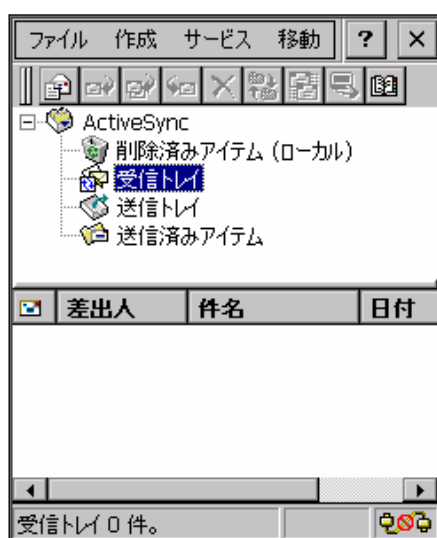 ファイル 作成 サービス 移動 ? ×
ActiveSync
削除済みアイテム (ローカル)
受信トレイ
送信トレイ
送信済みアイテム
差出人 件名 日付
受信トレイ 0 件。